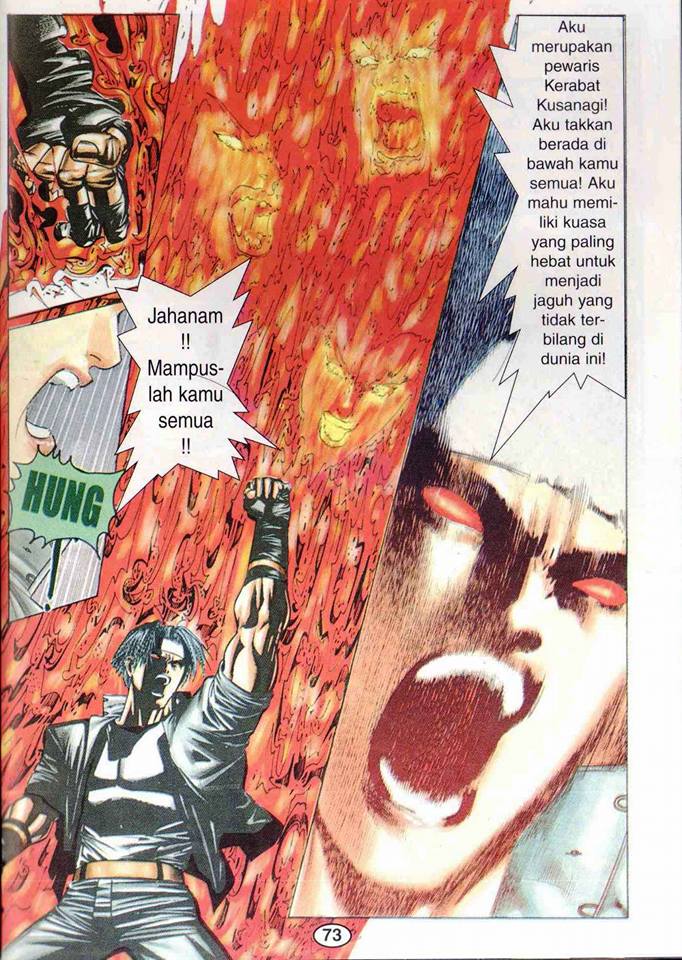 Jahanam
!!
Mampus-
lah kamu
semua
!!
HUNG
!
Aku
merupakan
pewaris
Kerabat
Kusanagi!
Aku takkan
berada di
bawah kamu
semua! Aku
mahu memi-
liki kuasa
yang paling
hebat untuk
menjadi
jaguh yang
tidak ter-
bilang di
dunia ini!
73